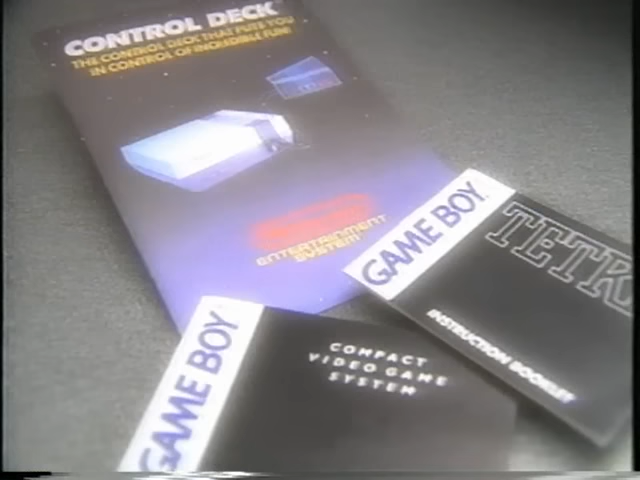 CONTROL DECK
THE CONTROL DECK THAT PUTS YOU
IN CONTROL OF INCREDIBLE FUN!
Nintendo
ENTERTAINMENT
SYSTEM
GAME BOY
TETR
INSTRUCTION BOOKLET
GAME BOY
COMPACT
VIDEO GAME
SYSTEM